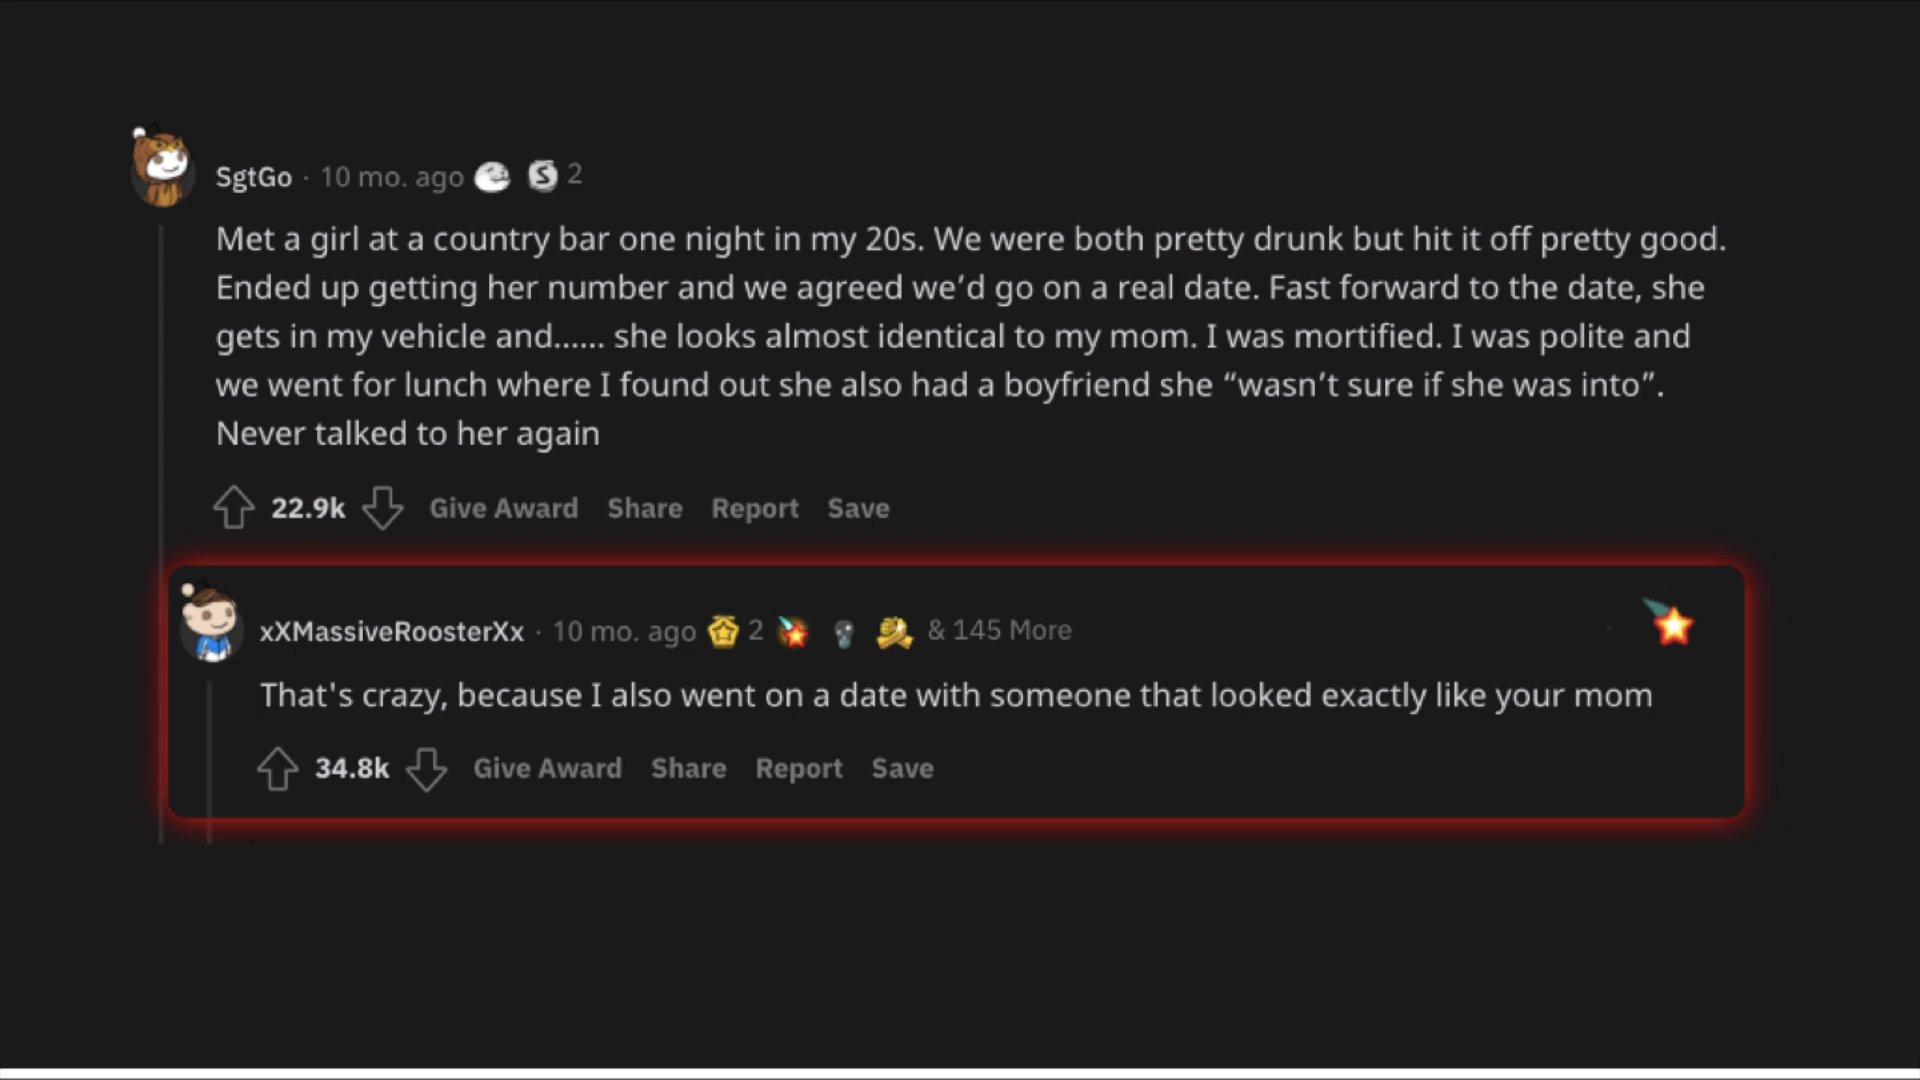 SgtGo · 10 mo. ago 2
Met a girl at a country bar one night in my 20s. We were both pretty drunk but hit it off pretty good.
Ended up getting her number and we agreed we’d go on a real date. Fast forward to the date, she
gets in my vehicle and...... she looks almost identical to my mom. I was mortified. I was polite and
we went for lunch where I found out she also had a boyfriend she “wasn’t sure if she was into”.
Never talked to her again
22.9k Give Award Share Report Save
xXMassiveRoosterXx · 10 mo. ago 2 & 145 More
That's crazy, because I also went on a date with someone that looked exactly like your mom
34.8k Give Award Share Report Save